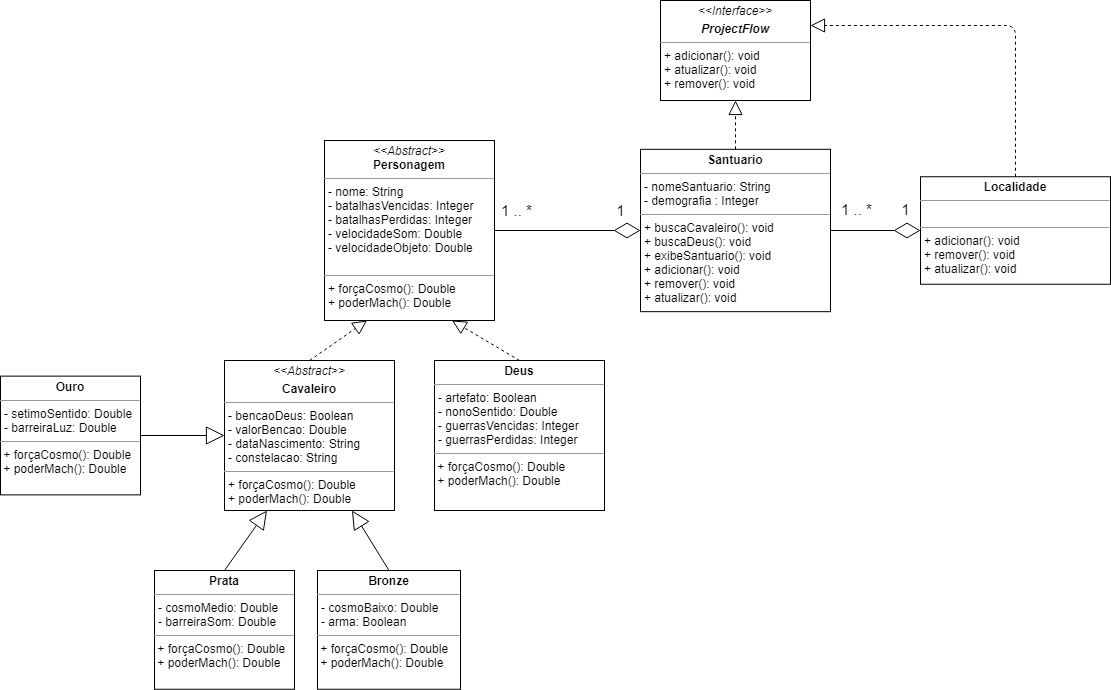 <<Interface>>
ProjectFlow
+ adicionar(): void
+ atualizar(): void
+ remover(): void
<<Abstract>>
Personagem
- nome: String
- batalhasVencidas: Integer
- batalhasPerdidas: Integer
- velocidadeSom: Double
- velocidadeObjeto: Double
+ forçaCosmo(): Double
+ poderMach(): Double
1 .. *
1
Santuario
- nomeSantuario: String
- demografia : Integer
+ buscaCavaleiro(): void
+ buscaDeus(): void
+ exibeSantuario(): void
+ adicionar(): void
+ remover(): void
+ atualizar(): void
1 .. *
1
Localidade
+ adicionar(): void
+ remover(): void
+ atualizar(): void
Ouro
- setimoSentido: Double
- barreiraLuz: Double
+ forçaCosmo(): Double
+ poderMach(): Double
<<Abstract>>
Cavaleiro
- bencaoDeus: Boolean
- valorBencao: Double
- dataNascimento: String
- constelacao: String
+ forçaCosmo(): Double
+ poderMach(): Double
Deus
- artefato: Boolean
- nonoSentido: Double
- guerrasVencidas: Integer
- guerrasPerdidas: Integer
+ forçaCosmo(): Double
+ poderMach(): Double
Prata
- cosmoMedio: Double
- barreiraSom: Double
+ forçaCosmo(): Double
+ poderMach(): Double
Bronze
- cosmoBaixo: Double
- arma: Boolean
+ forçaCosmo(): Double
+ poderMach(): Double